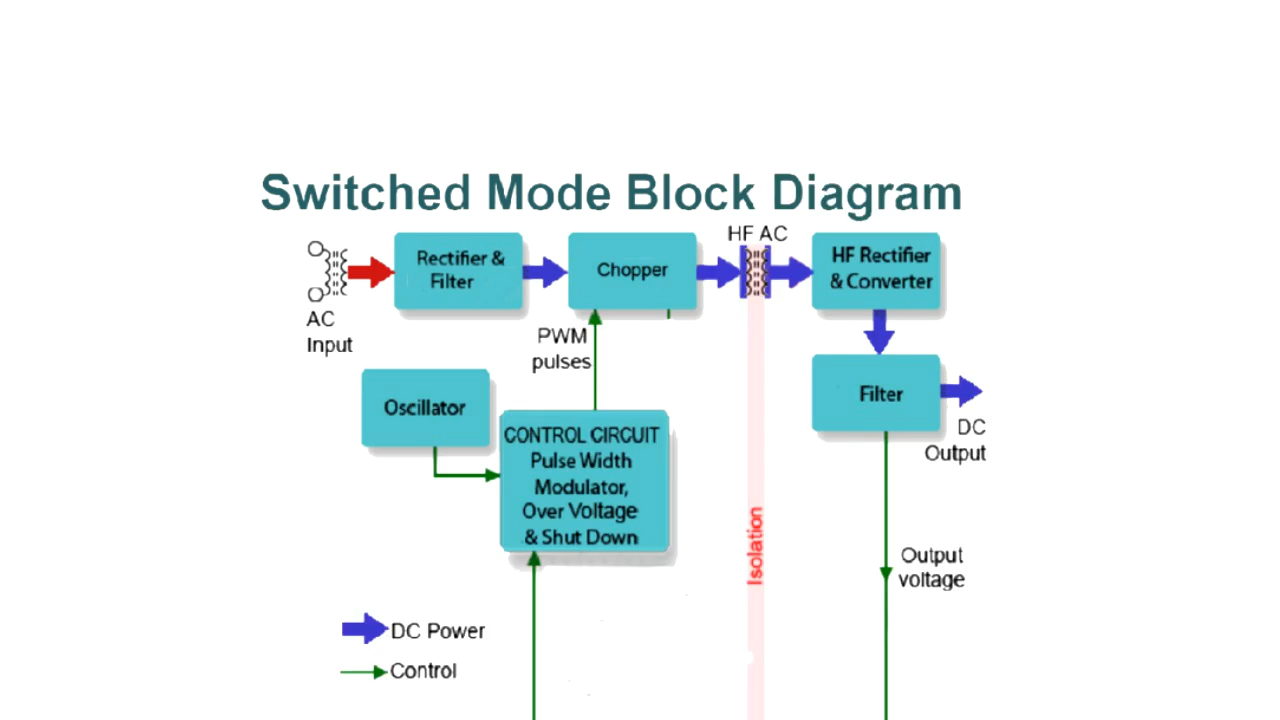 Switched Mode Block Diagram
HF AC
Rectifier &
Filter
Chopper
HF Rectifier
& Converter
AC
Input
PWM
pulses
Oscillator
Filter
DC
Output
CONTROL CIRCUIT
Pulse Width
Modulator,
Over Voltage
& Shut Down
Isolation
Output
voltage
DC Power
Control